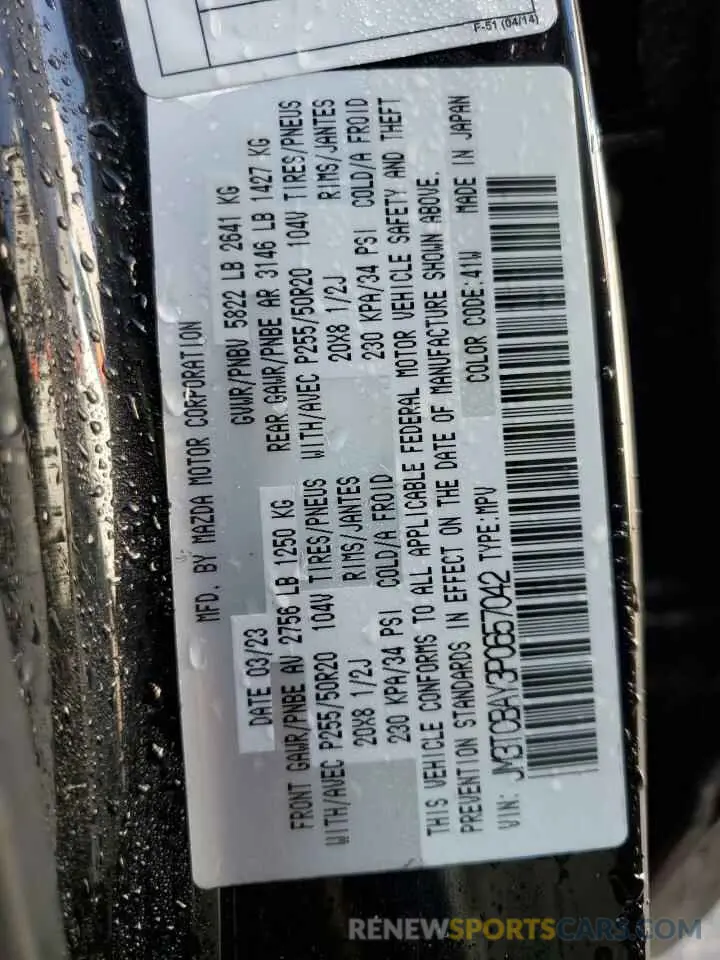 F-51 (04/14)
MFD. BY MAZDA MOTOR CORPORATION
DATE 03/23 GVWR/PNBV 5822 LB 2641 KG
FRONT GAWR/PNBE AV 2756 LB 1250 KG REAR GAWR/PNBE AR 3146 LB 1427 KG
WITH/AVEC P255/50R20 104V TIRES/PNEUS WITH/AVEC P255/50R20 104V TIRES/PNEUS
20X8 1/2J RIMS/JANTES 20X8 1/2J RIMS/JANTES
230 KPA/34 PSI COLD/A FROID 230 KPA/34 PSI COLD/A FROID
THIS VEHICLE CONFORMS TO ALL APPLICABLE FEDERAL MOTOR VEHICLE SAFETY AND THEFT
PREVENTION STANDARDS IN EFFECT ON THE DATE OF MANUFACTURE SHOWN ABOVE.
VIN: JM3TCBAY3P0657042 TYPE:MPV COLOR CODE:41W MADE IN JAPAN
RENEWSPORTSCARS.COM